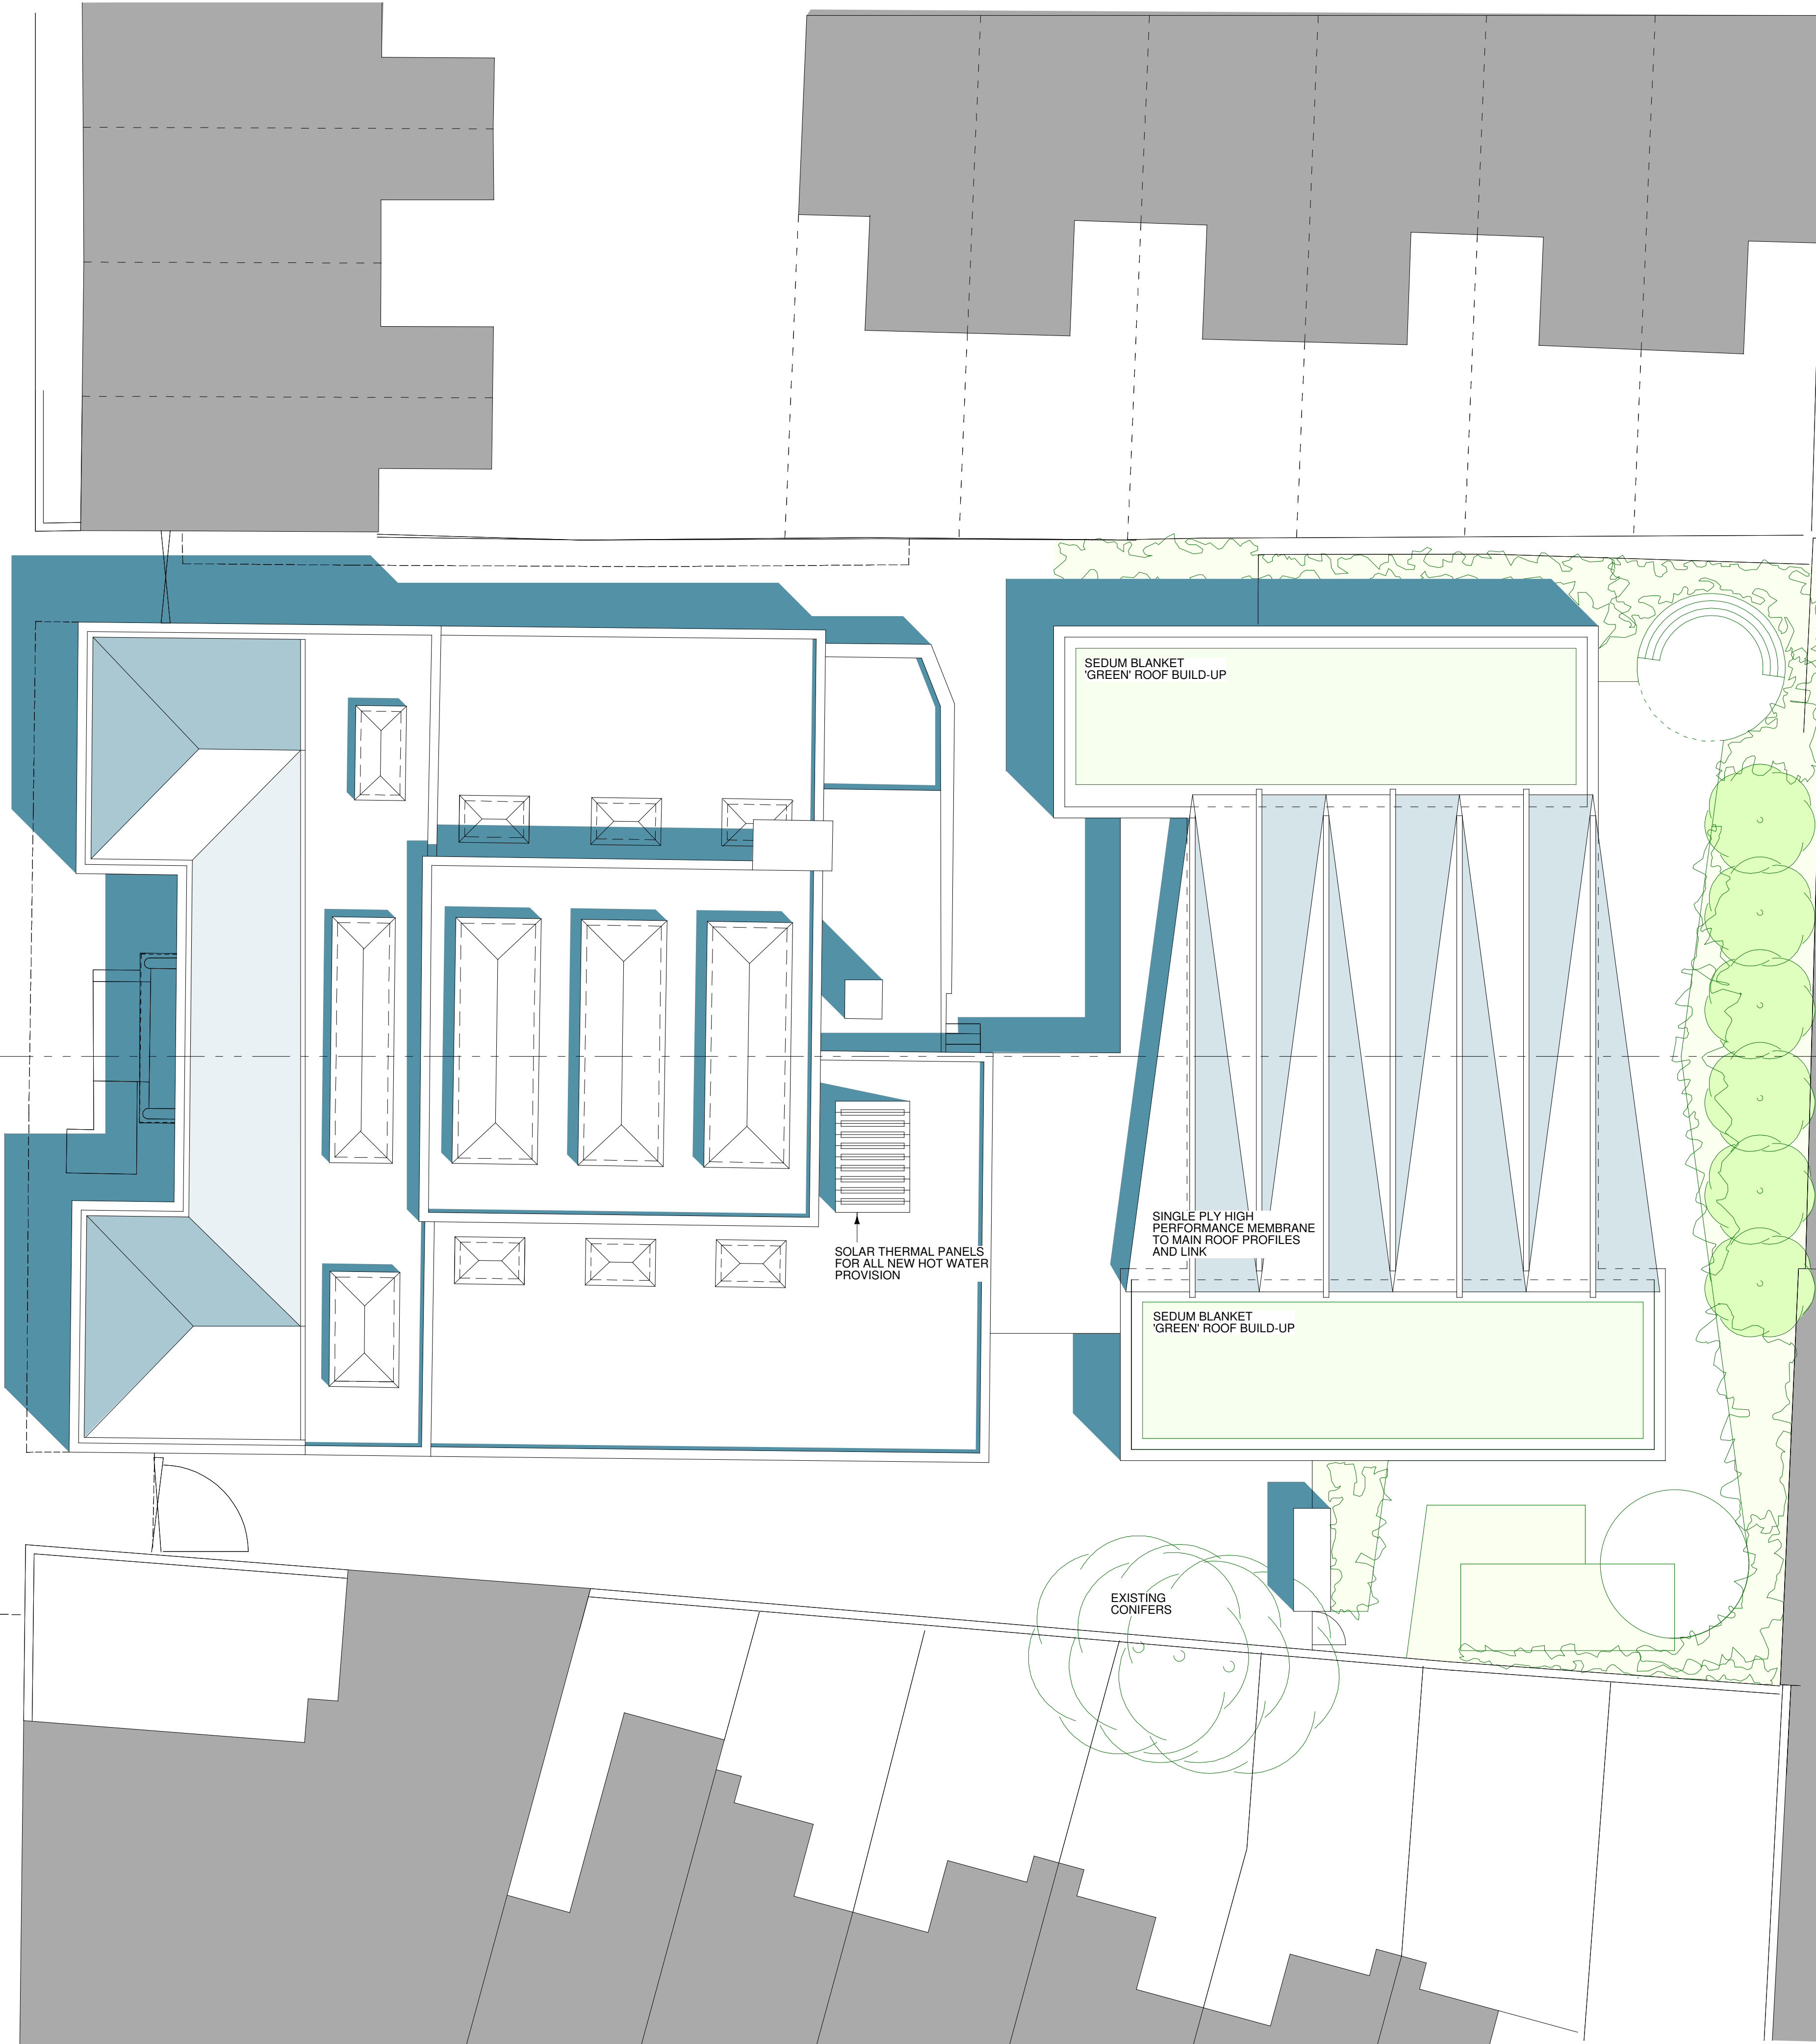 SEDUM BLANKET
'GREEN' ROOF BUILD-UP
SINGLE PLY HIGH
PERFORMANCE MEMBRANE
TO MAIN ROOF PROFILES
AND LINK
SOLAR THERMAL PANELS
FOR ALL NEW HOT WATER
PROVISION
SEDUM BLANKET
'GREEN' ROOF BUILD-UP
EXISTING
CONIFERS